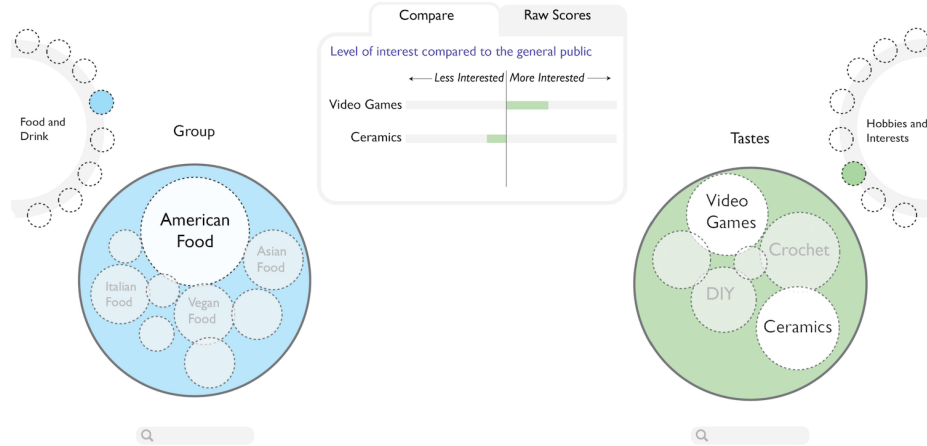 Compare
Raw Scores
Level of interest compared to the general public
Less Interested
More Interested
Video Games
Ceramics
Food and
Drink
Group
American
Food
Asian
Food
Italian
Food
Vegan
Food
Hobbies and
Interests
Tastes
Video
Games
Crochet
DIY
Ceramics